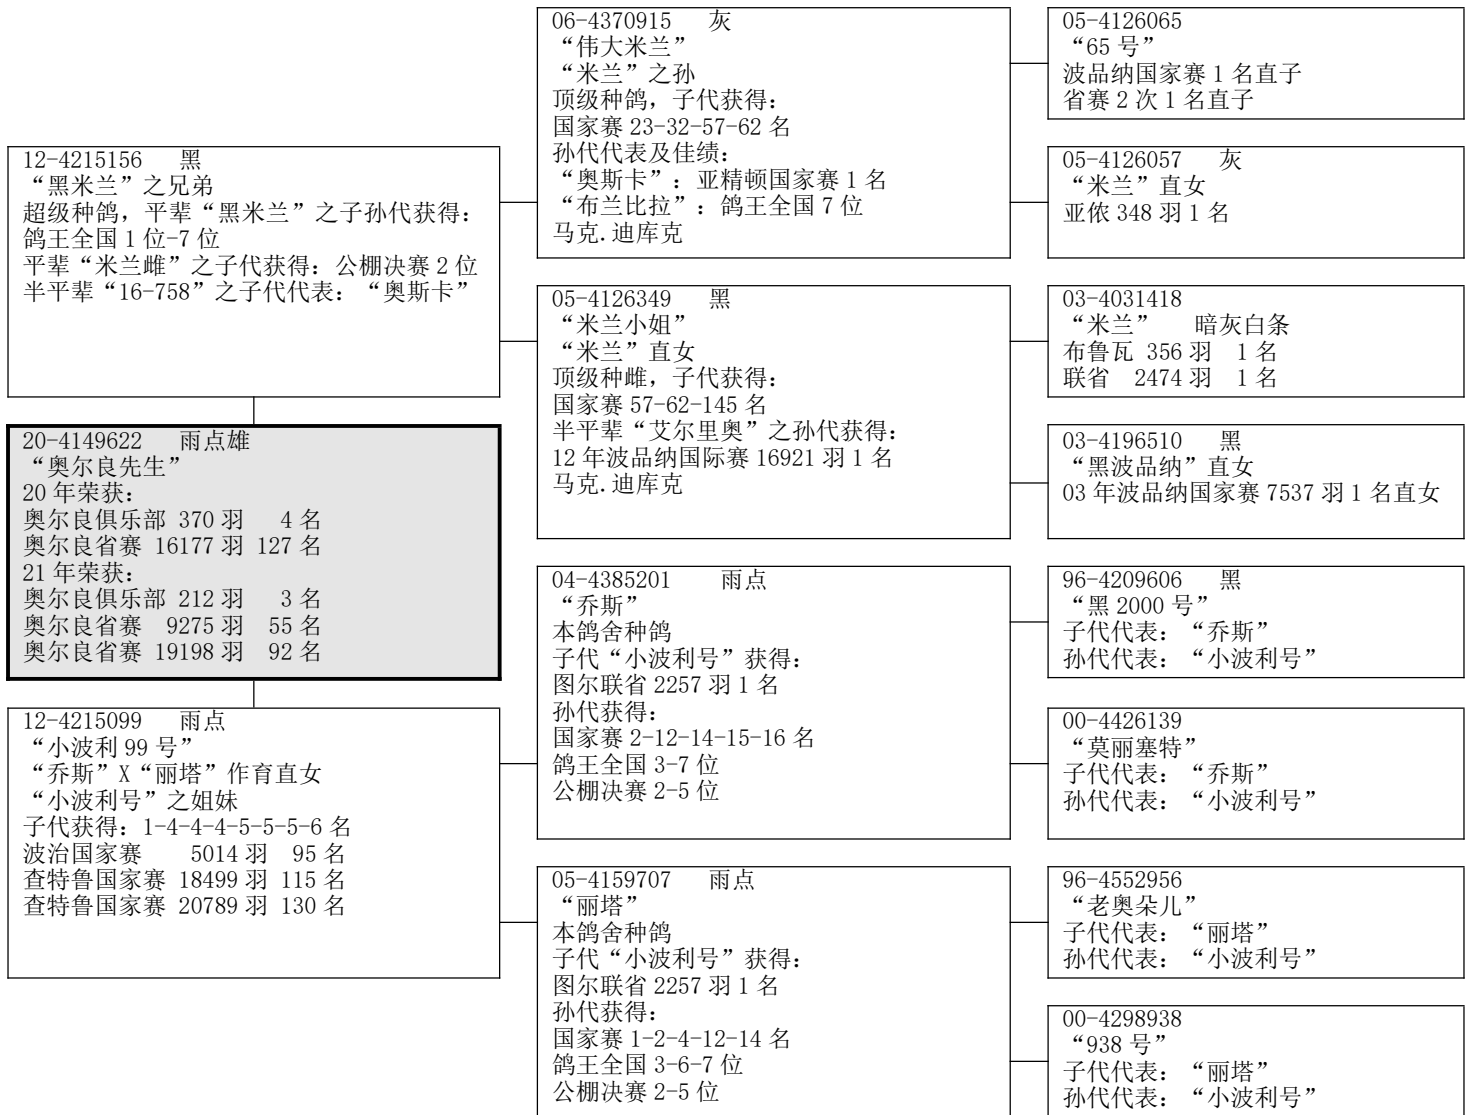 12-4215156 黑
“黑米兰”之兄弟
超级种鸽，平辈“黑米兰”之子孙代获得：
鸽王全国 1 位-7 位
平辈“米兰雌”之子代获得：公棚决赛 2 位
半平辈“16-758”之子代代表：“奥斯卡”
20-4149622 雨点雄
“奥尔良先生”
20 年荣获：
奥尔良俱乐部 370 羽 4 名
奥尔良省赛 16177 羽 127 名
21 年荣获：
奥尔良俱乐部 212 羽 3 名
奥尔良省赛 9275 羽 55 名
奥尔良省赛 19198 羽 92 名
12-4215099 雨点
“小波利 99 号”
“乔斯”X“丽塔”作育直女
“小波利号”之姐妹
子代获得：1-4-4-4-5-5-5-6 名
波治国家赛 5014 羽 95 名
查特鲁国家赛 18499 羽 115 名
查特鲁国家赛 20789 羽 130 名
06-4370915 灰
“伟大米兰”
“米兰”之孙
顶级种鸽，子代获得：
国家赛 23-32-57-62 名
孙代代表及佳绩：
“奥斯卡”：亚精顿国家赛 1 名
“布兰比拉”：鸽王全国 7 位
马克.迪库克
05-4126349 黑
“米兰小姐”
“米兰”直女
顶级种雌，子代获得：
国家赛 57-62-145 名
半平辈“艾尔里奥”之孙代获得：
12 年波品纳国际赛 16921 羽 1 名
马克.迪库克
04-4385201 雨点
“乔斯”
本鸽舍种鸽
子代“小波利号”获得：
图尔联省 2257 羽 1 名
孙代获得：
国家赛 2-12-14-15-16 名
鸽王全国 3-7 位
公棚决赛 2-5 位
05-4159707 雨点
“丽塔”
本鸽舍种鸽
子代“小波利号”获得：
图尔联省 2257 羽 1 名
孙代获得：
国家赛 1-2-4-12-14 名
鸽王全国 3-6-7 位
公棚决赛 2-5 位
05-4126065
“65 号”
波品纳国家赛 1 名直子
省赛 2 次 1 名直子
05-4126057 灰
“米兰”直女
亚侬 348 羽 1 名
03-4031418
“米兰” 暗灰白条
布鲁瓦 356 羽 1 名
联省 2474 羽 1 名
03-4196510 黑
“黑波品纳”直女
03 年波品纳国家赛 7537 羽 1 名直女
96-4209606 黑
“黑 2000 号”
子代代表：“乔斯”
孙代代表：“小波利号”
00-4426139
“莫丽塞特”
子代代表：“乔斯”
孙代代表：“小波利号”
96-4552956
“老奥朵儿”
子代代表：“丽塔”
孙代代表：“小波利号”
00-4298938
“938 号”
子代代表：“丽塔”
孙代代表：“小波利号”